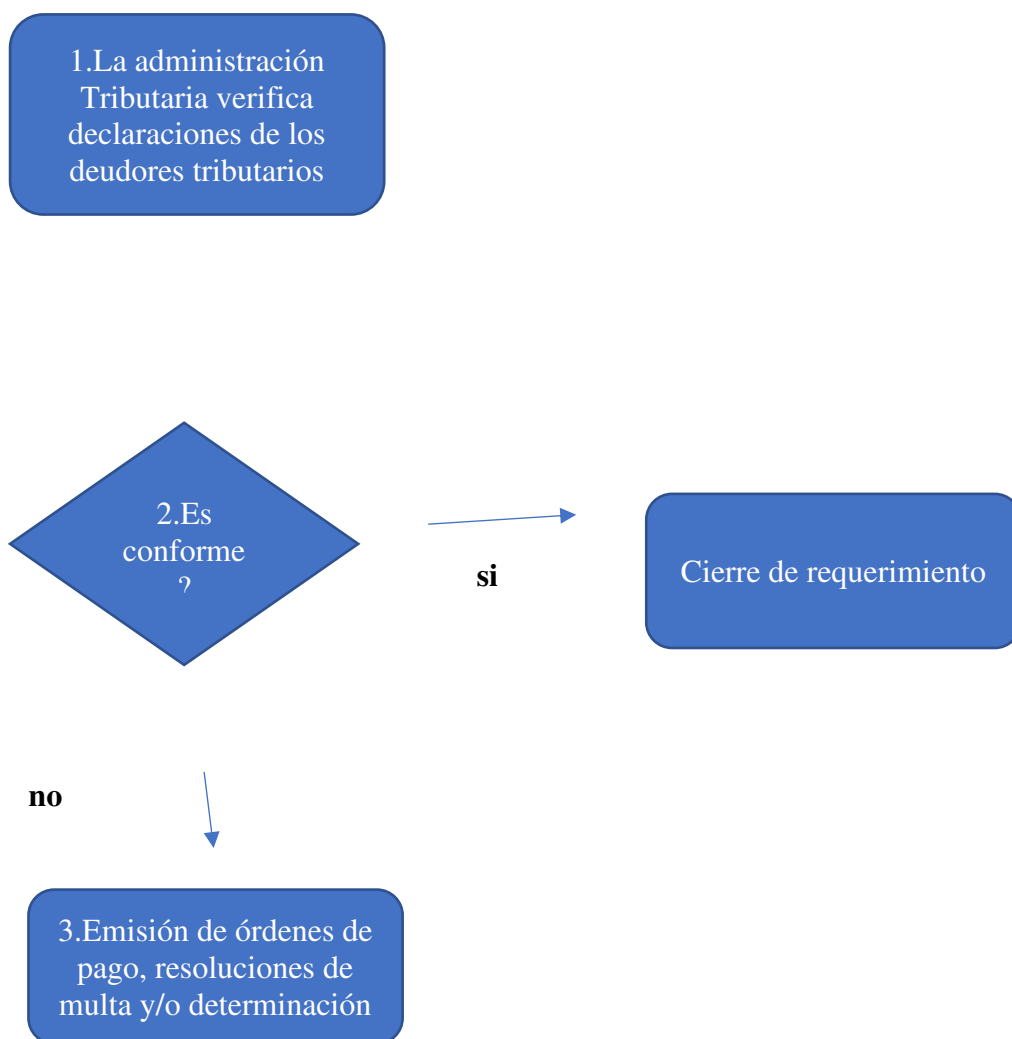 1.La administración
Tributaria verifica
declaraciones de los
deudores tributarios
2.Es
conforme
?
si
Cierre de requerimiento
no
3.Emisión de órdenes de
pago, resoluciones de
multa y/o determinación